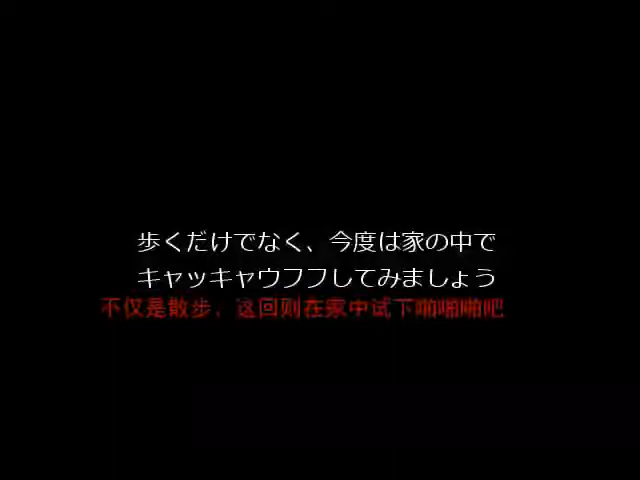 歩くだけでなく、今度は家の中で
キャッキャウフフしてみましょう
不仅是散步，这回则在家中试下啪啪啪吧